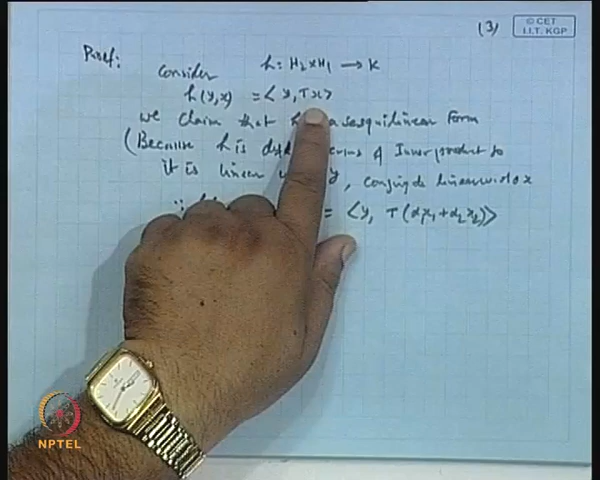 (3)
© CET
I.I.T. KGP
Proof:
Consider h: H₂×H₁ → K
h(y,x) = <y, Tx>
we claim that h a sesquilinear form
(Because h is of Inner product so
it is linear y, conjugate linear w.r.to x
= <y, T(α₁x₁+α₂x₂)>
NPTEL